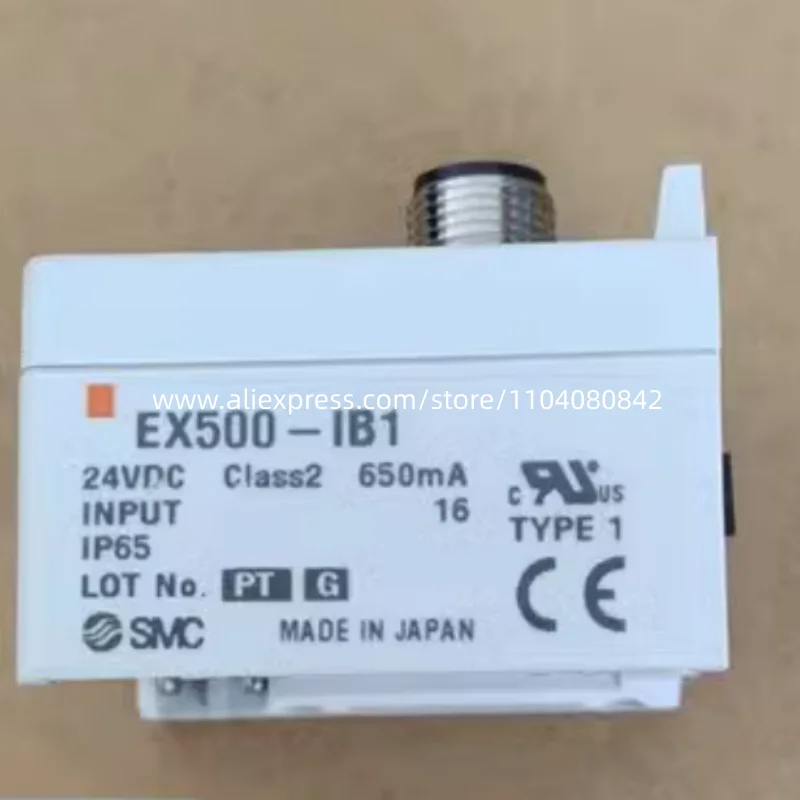 www.aliexpress.com/store/1104080842
EX500-IB1
24VDC Class2 650mA
INPUT 16
IP65
LOT No. PT G
SMC MADE IN JAPAN
C RU US
TYPE 1
CE